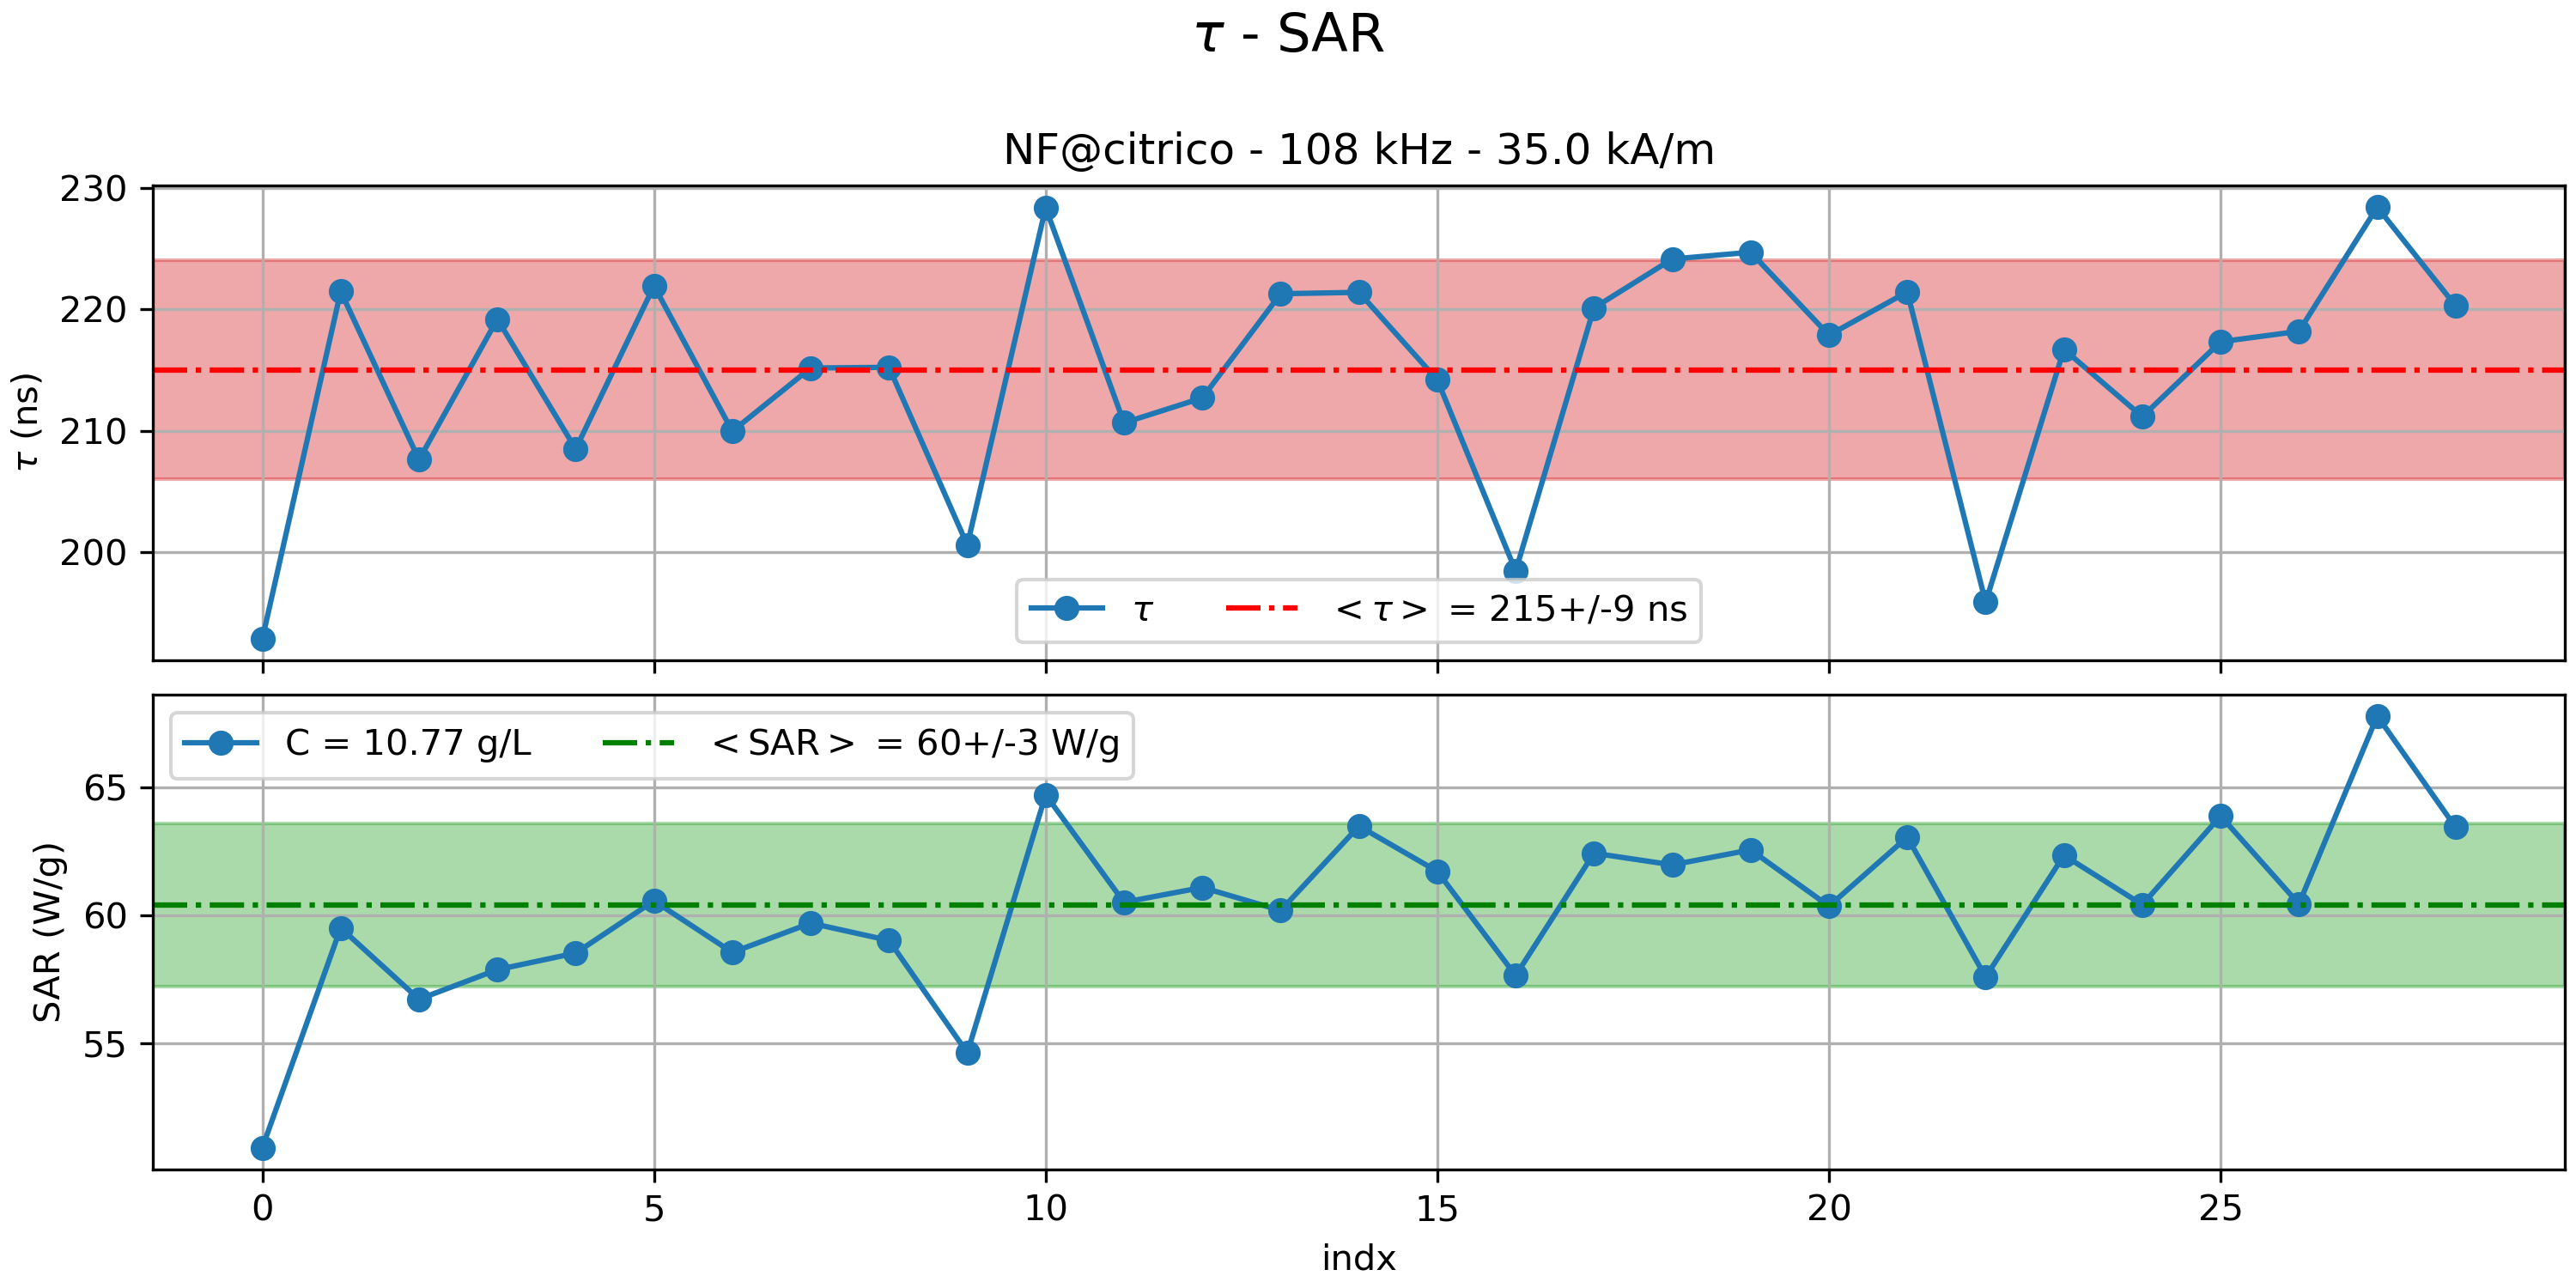 τ - SAR
NF@citrico - 108 kHz - 35.0 kA/m
230
220
210
200
τ (ns)
τ
<τ> = 215+/-9 ns
C = 10.77 g/L
<SAR> = 60+/-3 W/g
65
60
55
SAR (W/g)
0 5 10 15 20 25
indx